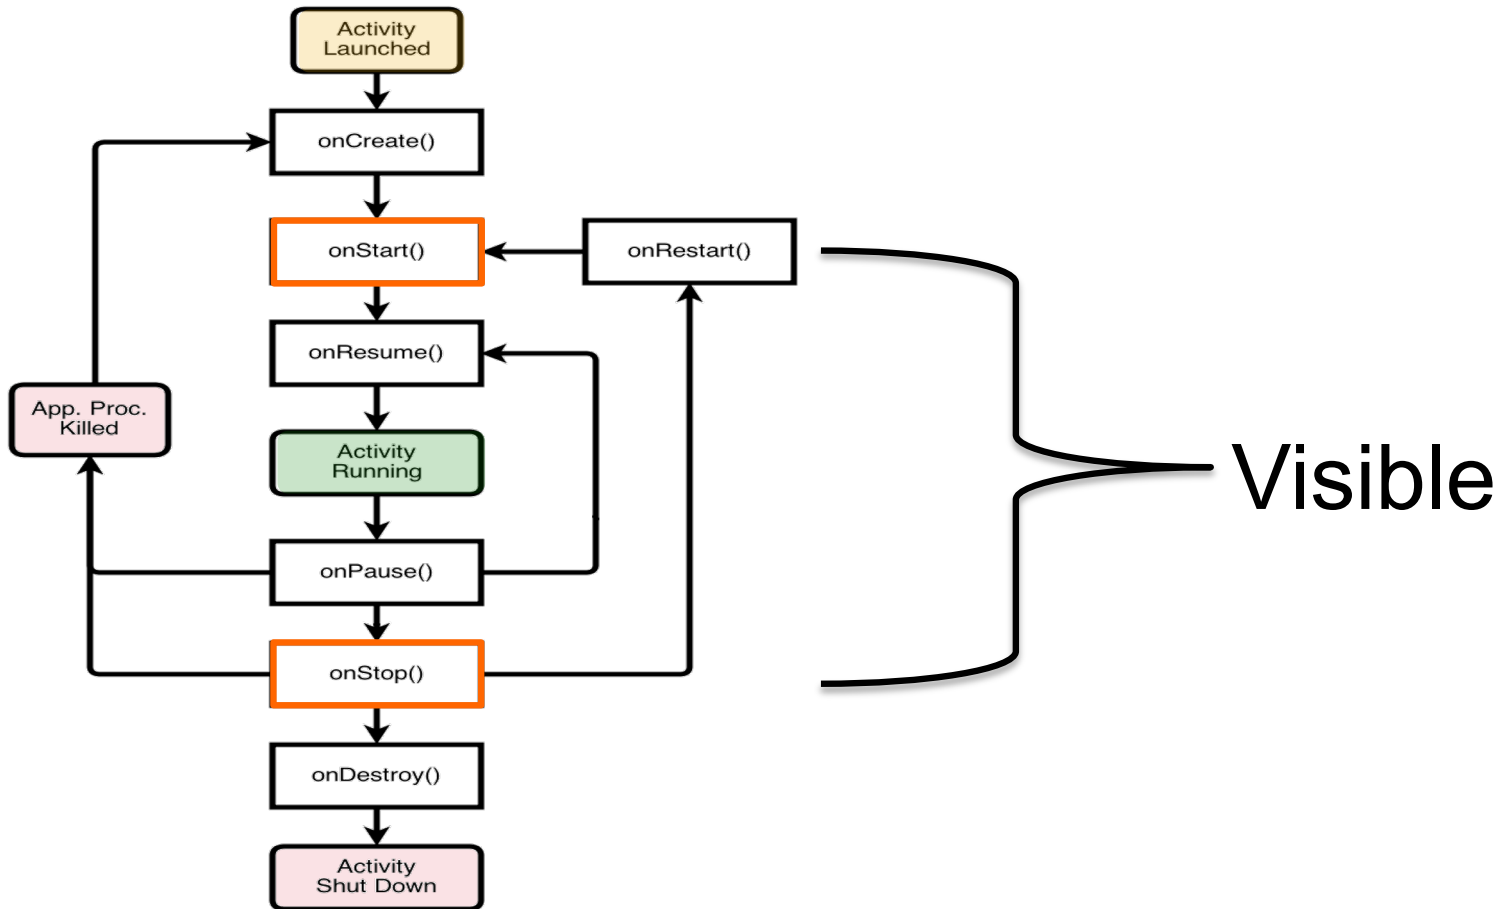 Activity
Launched
onCreate()
onStart()
onRestart()
onResume()
App. Proc.
Killed
Activity
Running
Visible
onPause()
onStop()
onDestroy()
Activity
Shut Down